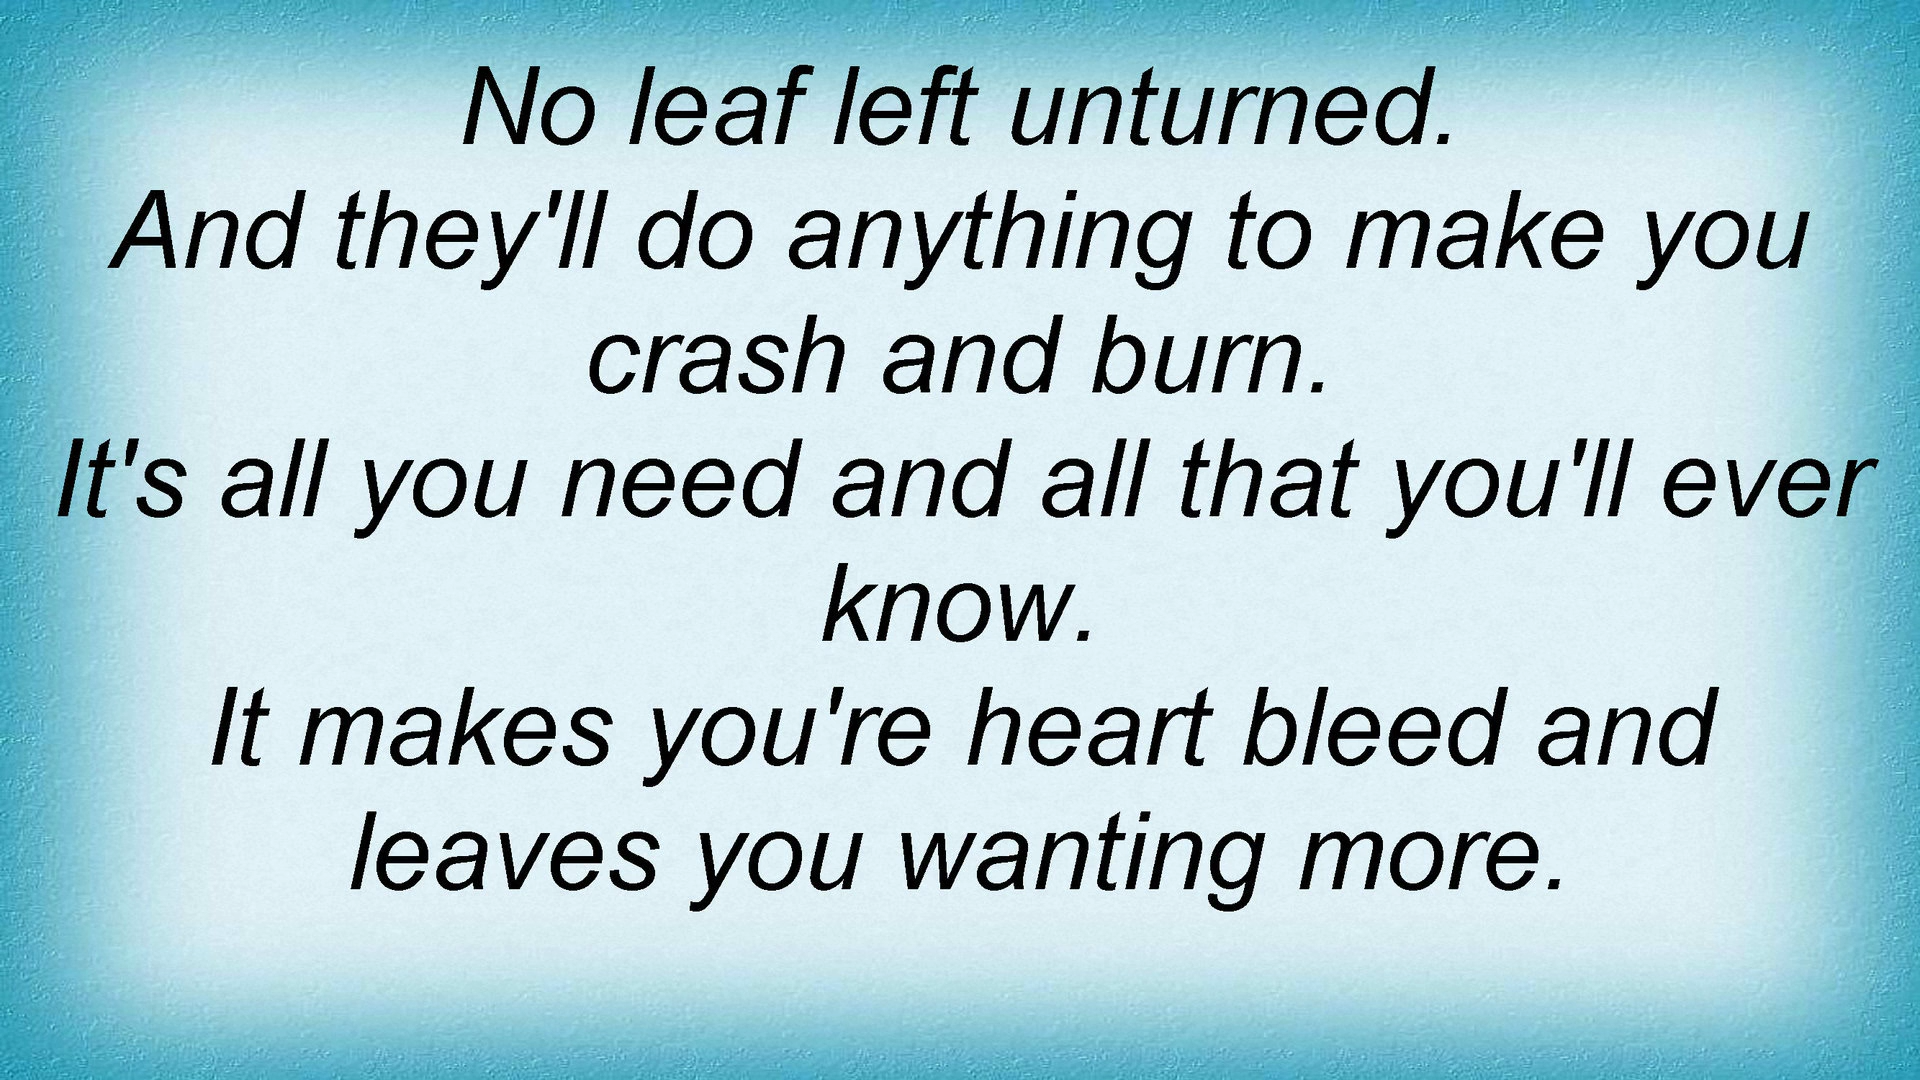 No leaf left unturned.
And they'll do anything to make you
crash and burn.
It's all you need and all that you'll ever
know.
It makes you're heart bleed and
leaves you wanting more.